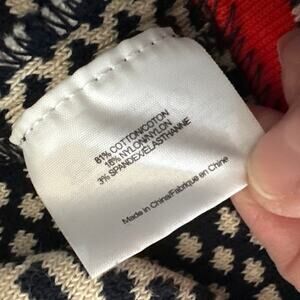 81% COTTON/COTON
16% NYLON/NYLON
3% SPANDEX/ELASTHANNE
Made in China/Fabriqué en Chine